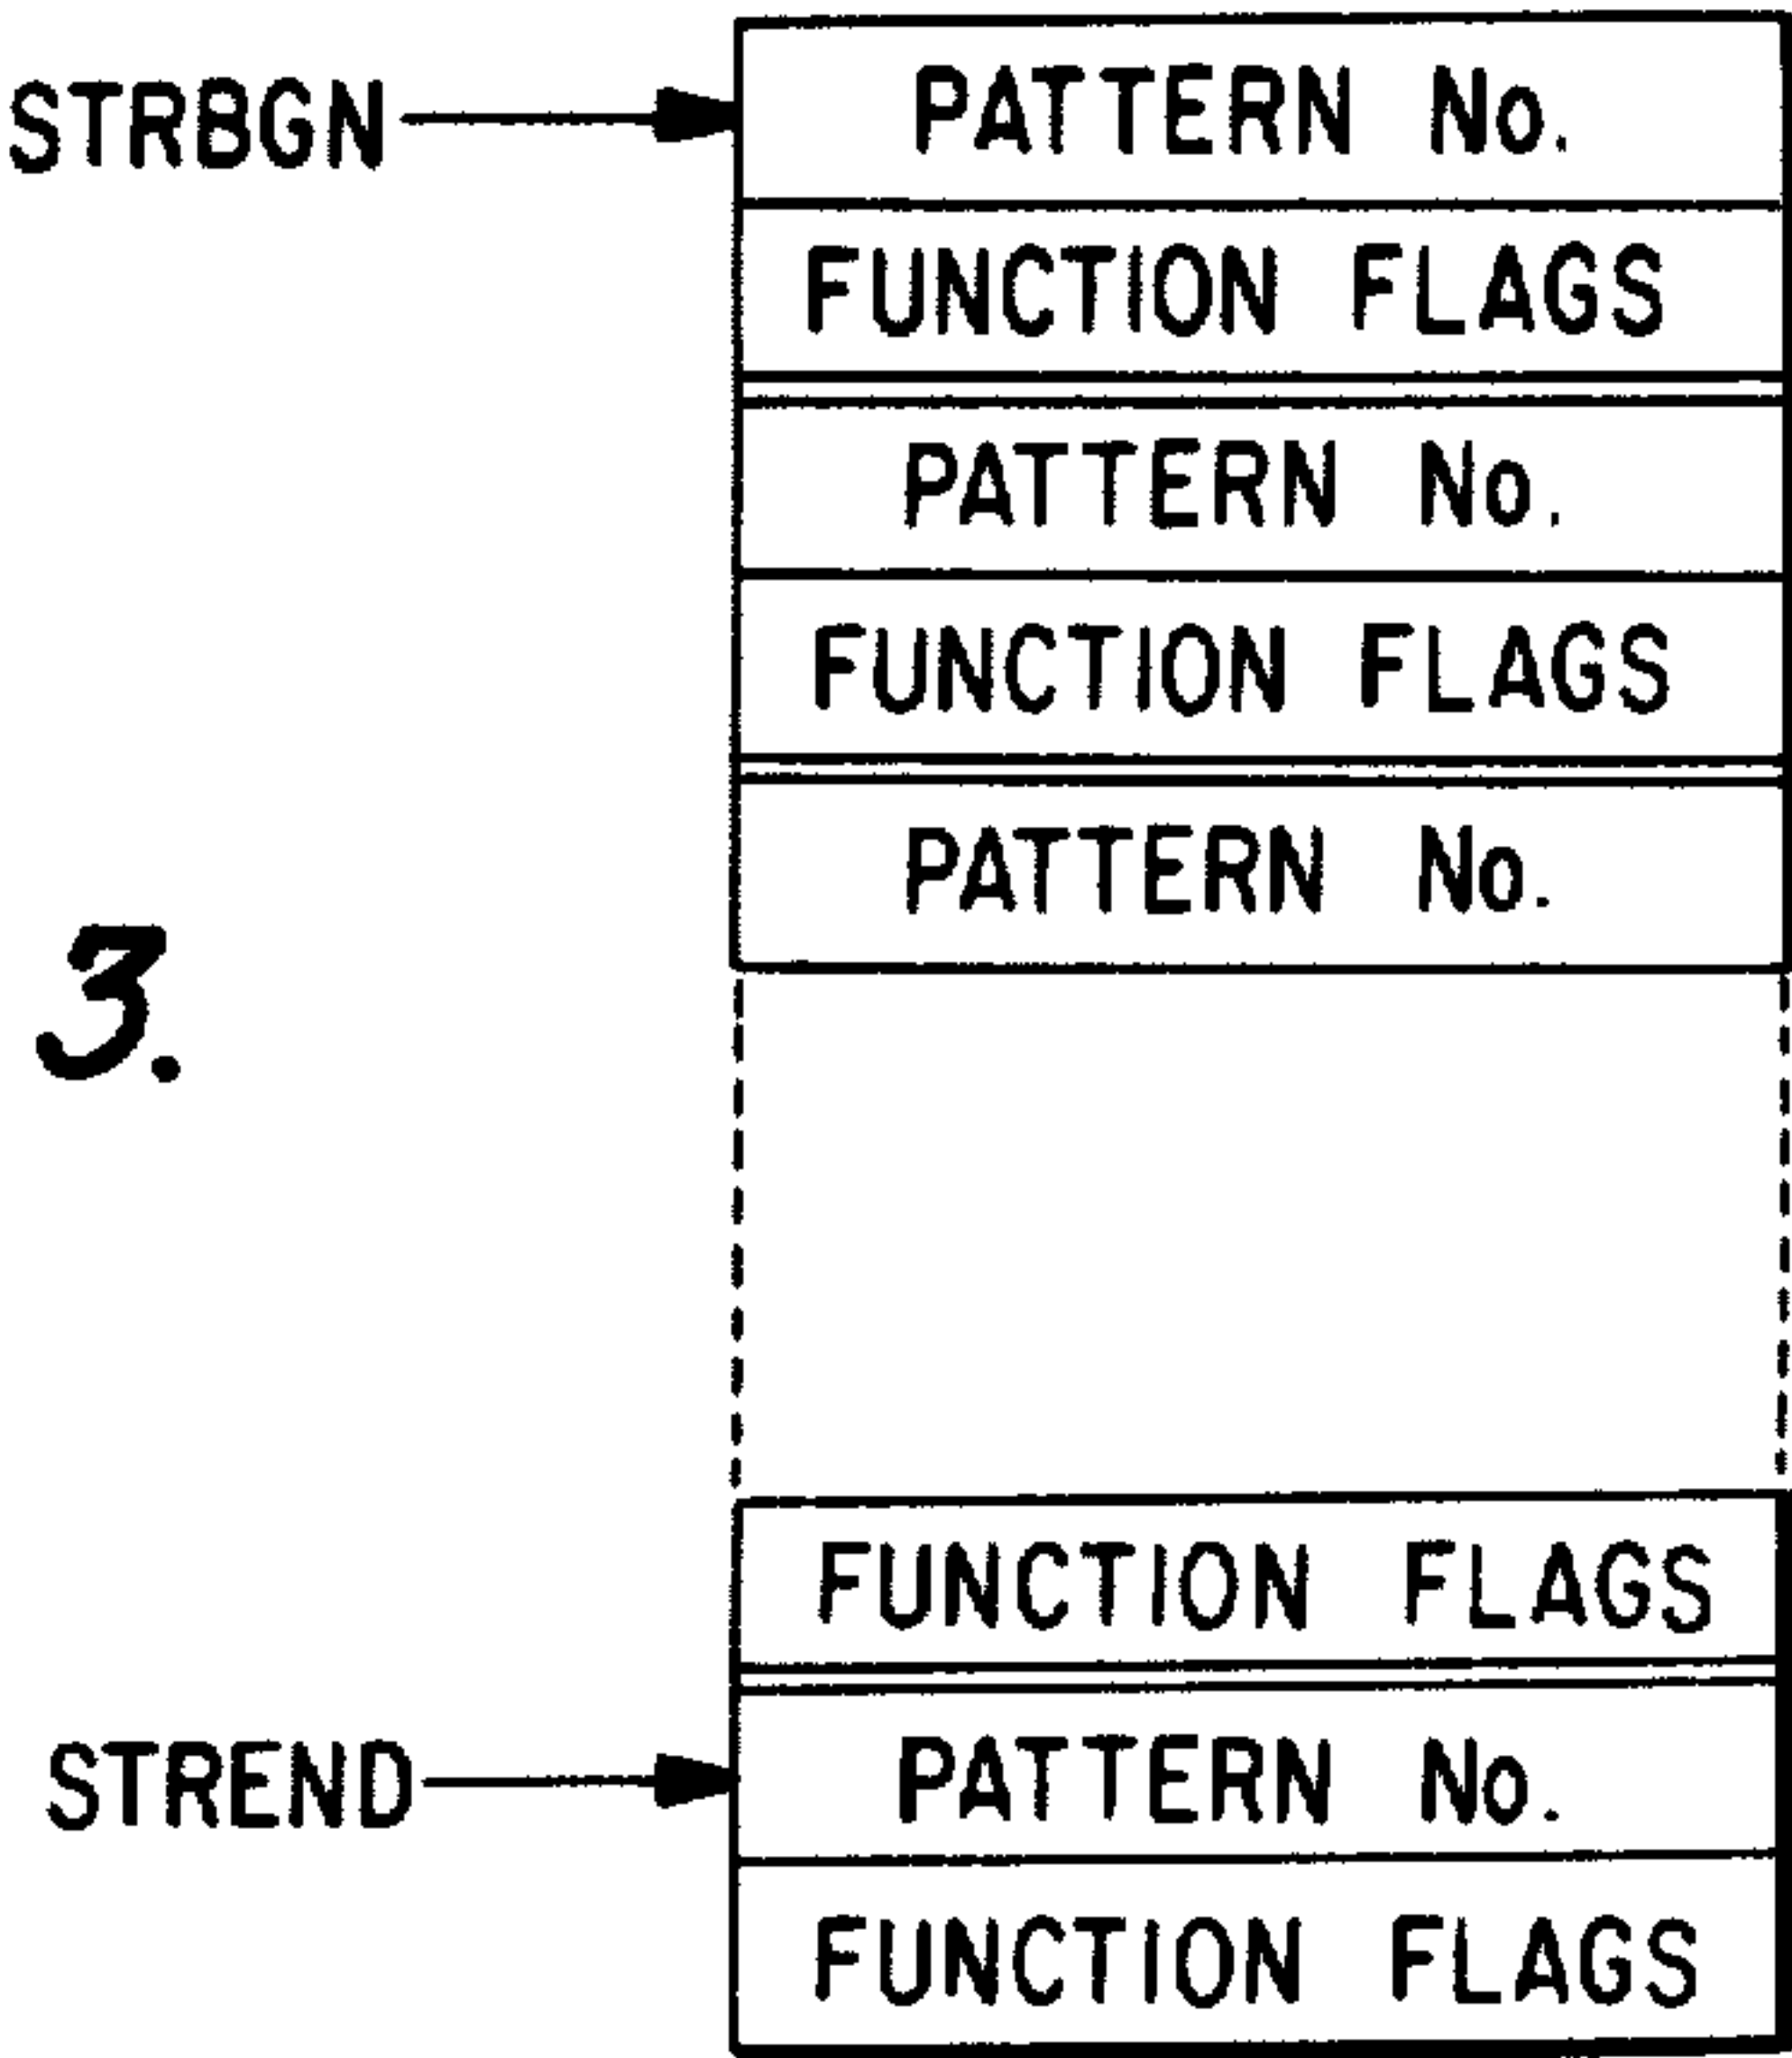 STRBGN
PATTERN No.
FUNCTION FLAGS
PATTERN No.
FUNCTION FLAGS
PATTERN No.
3.
FUNCTION FLAGS
STREND
PATTERN No.
FUNCTION FLAGS